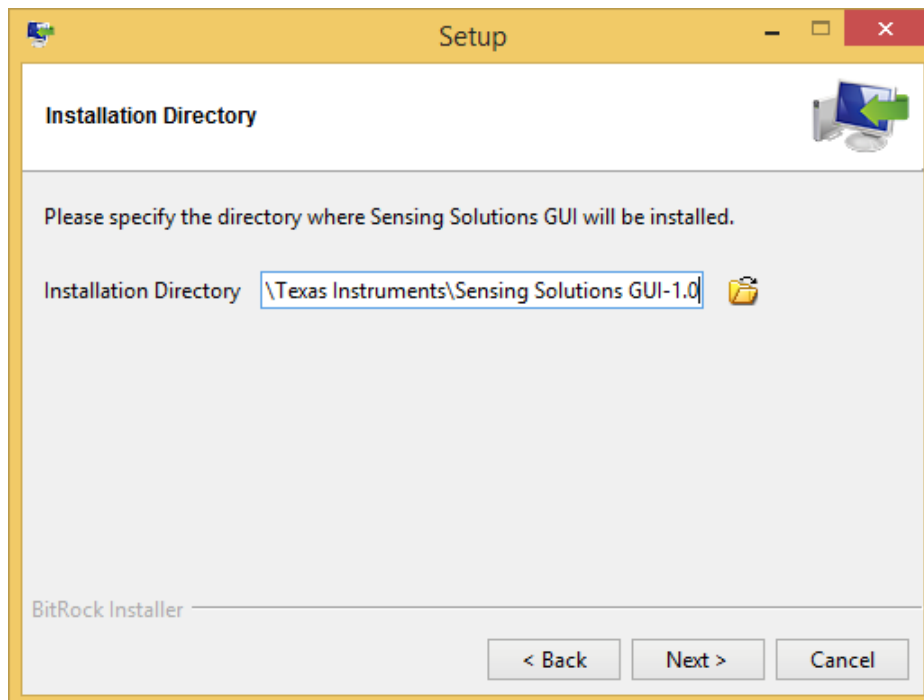 Setup
Installation Directory
Please specify the directory where Sensing Solutions GUI will be installed.
Installation Directory \Texas Instruments\Sensing Solutions GUI-1.0
BitRock Installer
< Back Next > Cancel